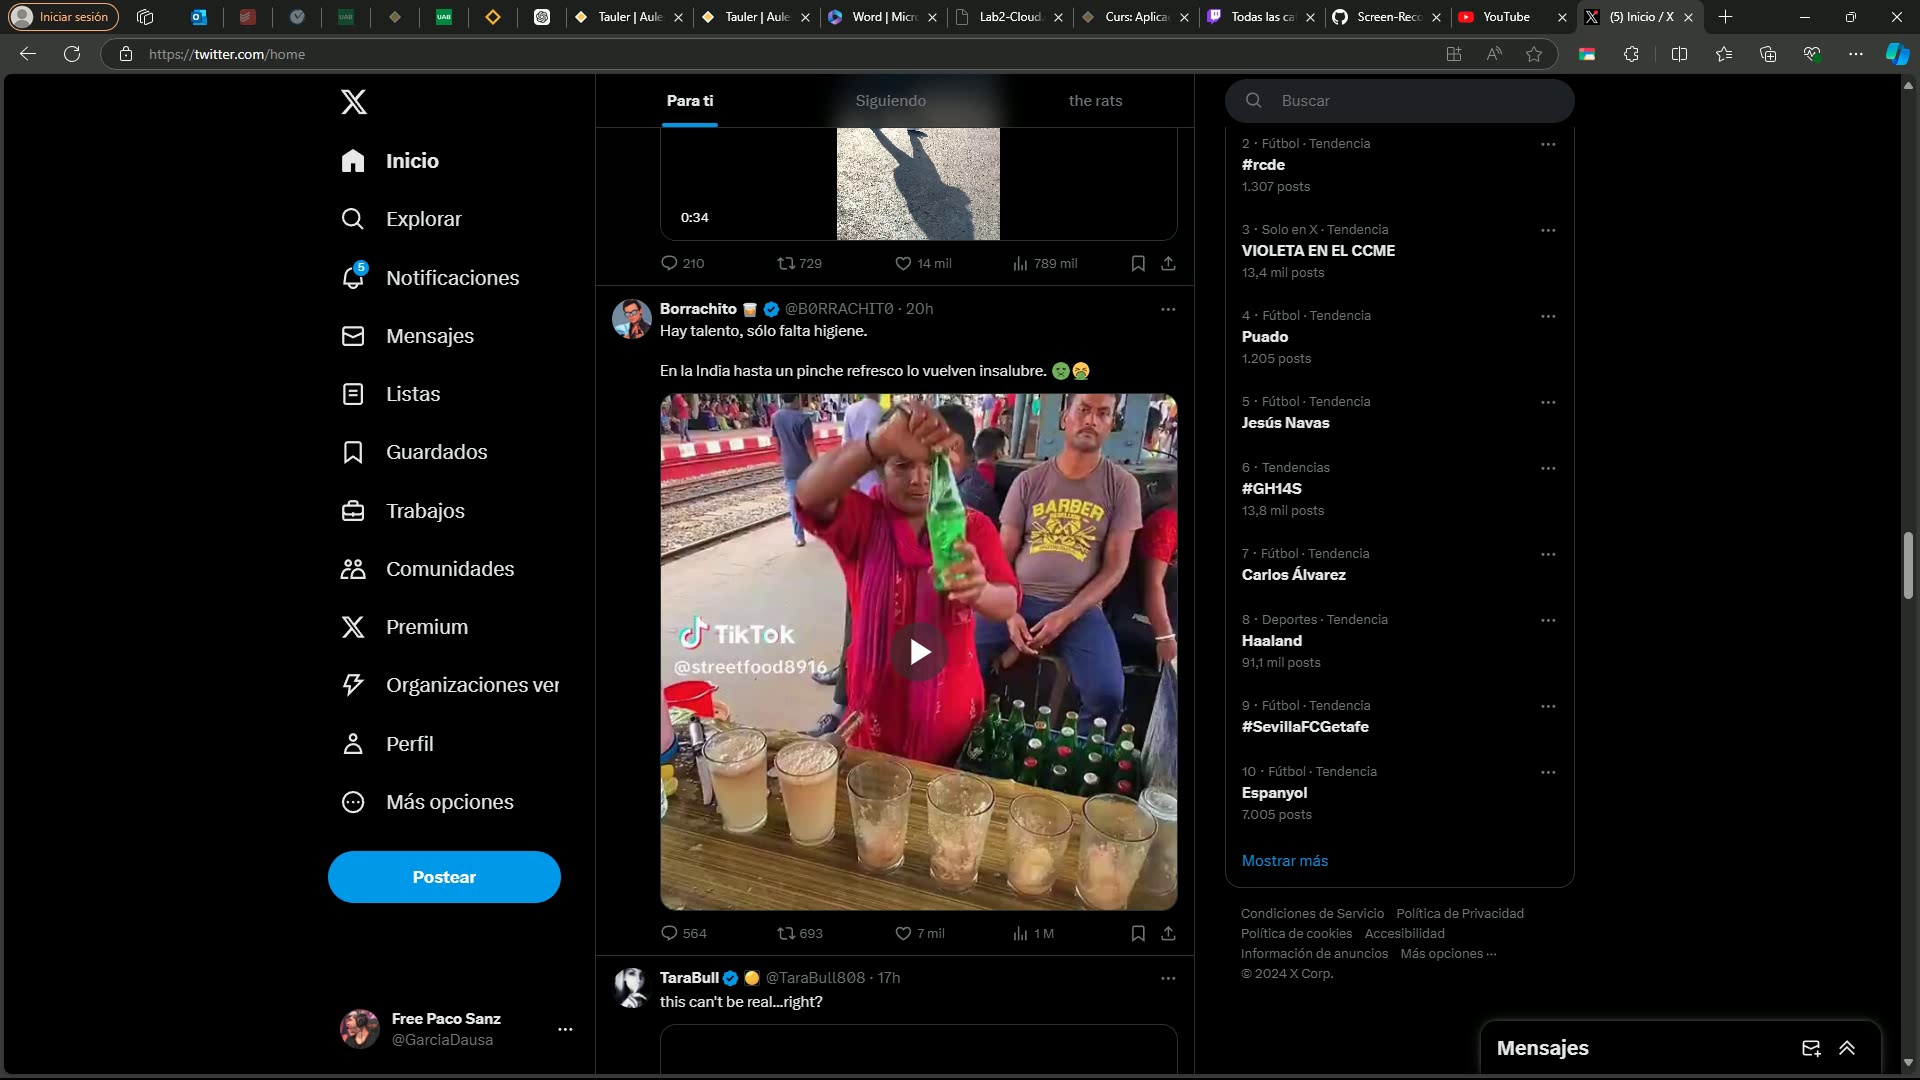 Iniciar sesión
Tauler | Aule
Tauler | Aule
Word | Micro
Lab2-Cloud
Curs: Aplica
Todas las ca
Screen-Reco
YouTube
(5) Inicio / X
https://twitter.com/home
Inicio
Explorar
5
Notificaciones
Mensajes
Listas
Guardados
Trabajos
Comunidades
Premium
Organizaciones ver
Perfil
Más opciones
Postear
Free Paco Sanz
@GarciaDausa
Para ti
Siguiendo
the rats
0:34
210
729
14 mil
789 mil
Borrachito @B0RRACHIT0 · 20h
Hay talento, sólo falta higiene.
En la India hasta un pinche refresco lo vuelven insalubre.
BARBER
TikTok
@streetfood8916
564
693
7 mil
1 M
TaraBull @TaraBull808 · 17h
this can't be real...right?
Buscar
2 · Fútbol · Tendencia
#rcde
1.307 posts
3 · Solo en X · Tendencia
VIOLETA EN EL CCME
13,4 mil posts
4 · Fútbol · Tendencia
Puado
1.205 posts
5 · Fútbol · Tendencia
Jesús Navas
6 · Tendencias
#GH14S
13,8 mil posts
7 · Fútbol · Tendencia
Carlos Álvarez
8 · Deportes · Tendencia
Haaland
91,1 mil posts
9 · Fútbol · Tendencia
#SevillaFCGetafe
10 · Fútbol · Tendencia
Espanyol
7.005 posts
Mostrar más
Condiciones de Servicio Política de Privacidad
Política de cookies Accesibilidad
Información de anuncios Más opciones ···
© 2024 X Corp.
Mensajes